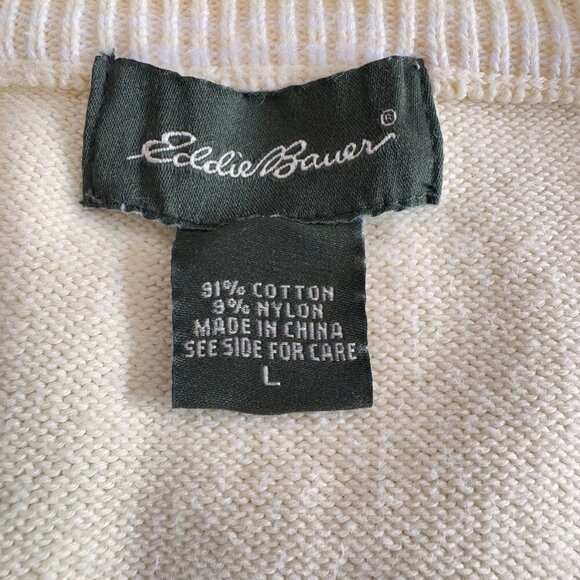 Eddie Bauer®
91% COTTON
9% NYLON
MADE IN CHINA
SEE SIDE FOR CARE
L